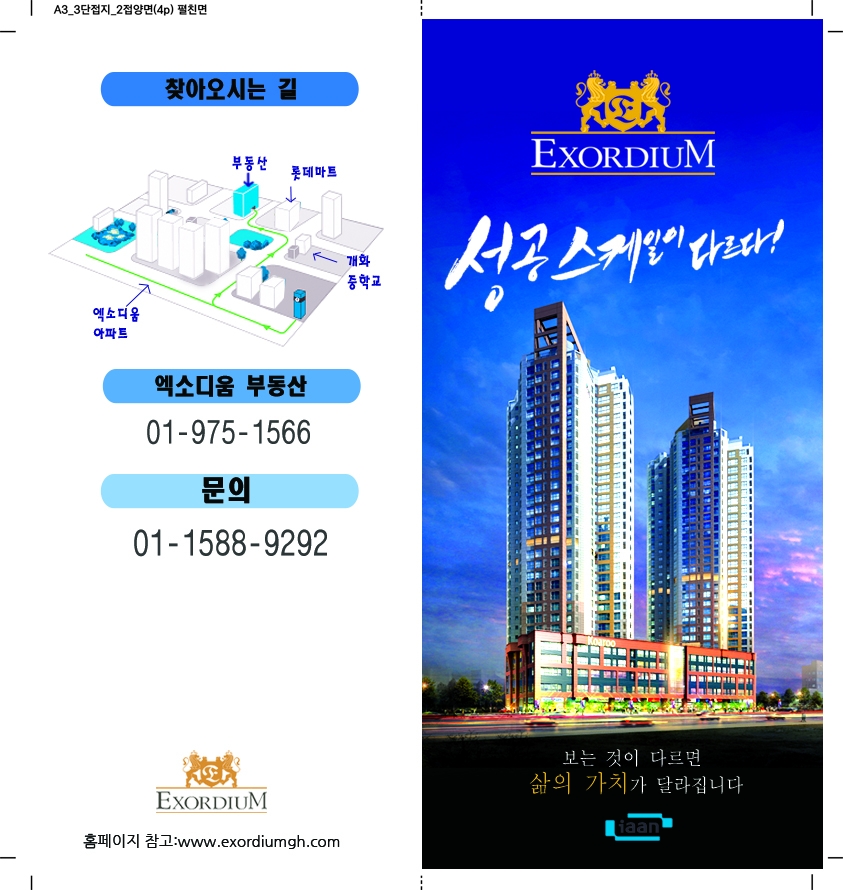 A3_3단접지_2접양면(4p) 펼친면
찾아오시는 길
부동산
롯데마트
개화
중학교
엑소디움
아파트
엑소디움 부동산
01-975-1566
문의
01-1588-9292
EXORDIUM
홈페이지 참고:www.exordiumgh.com
EXORDIUM
성공 스케일이 다르다!
보는 것이 다르면
삶의 가치가 달라집니다
iaan